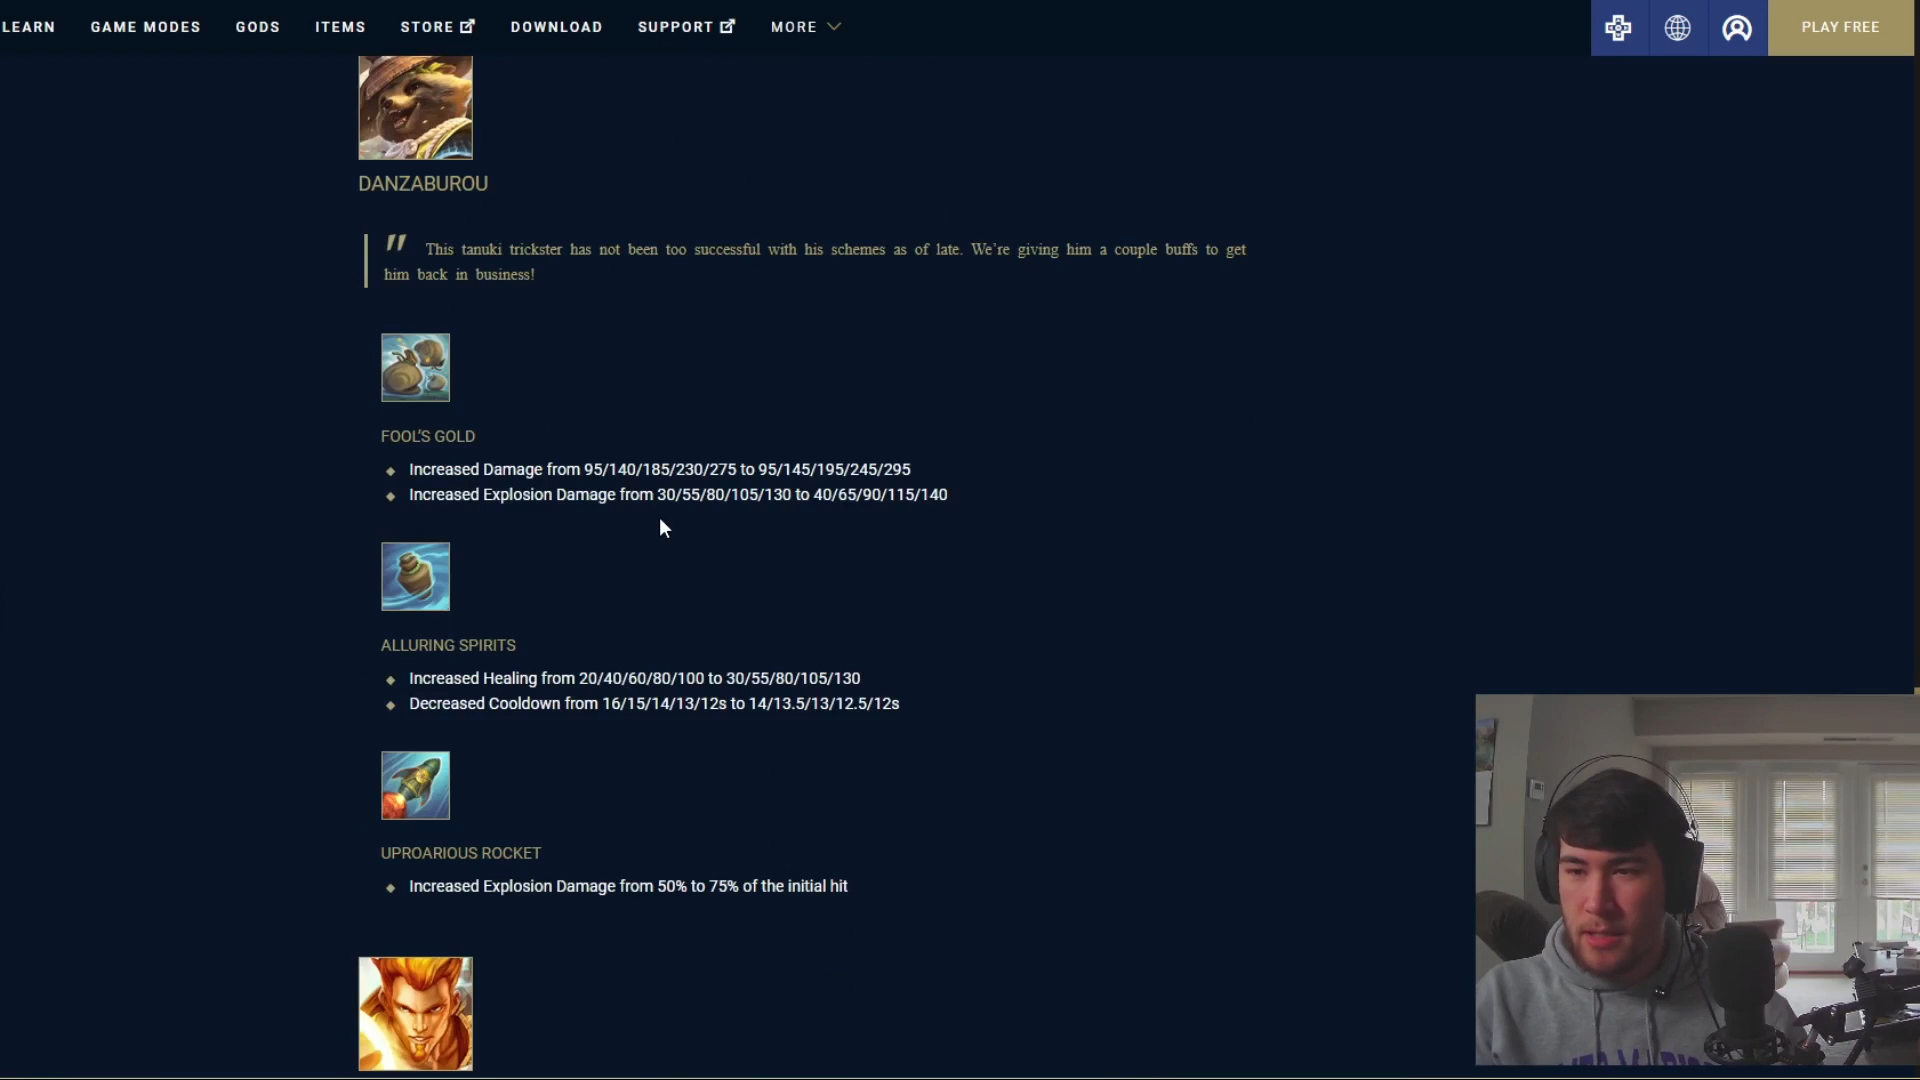 LEARN GAME MODES GODS ITEMS STORE DOWNLOAD SUPPORT MORE PLAY FREE
DANZABUROU
" This tanuki trickster has not been too successful with his schemes as of late. We're giving him a couple buffs to get
him back in business!
FOOL'S GOLD
Increased Damage from 95/140/185/230/275 to 95/145/195/245/295
Increased Explosion Damage from 30/55/80/105/130 to 40/65/90/115/140
ALLURING SPIRITS
Increased Healing from 20/40/60/80/100 to 30/55/80/105/130
Decreased Cooldown from 16/15/14/13/12s to 14/13.5/13/12.5/12s
UPROARIOUS ROCKET
Increased Explosion Damage from 50% to 75% of the initial hit